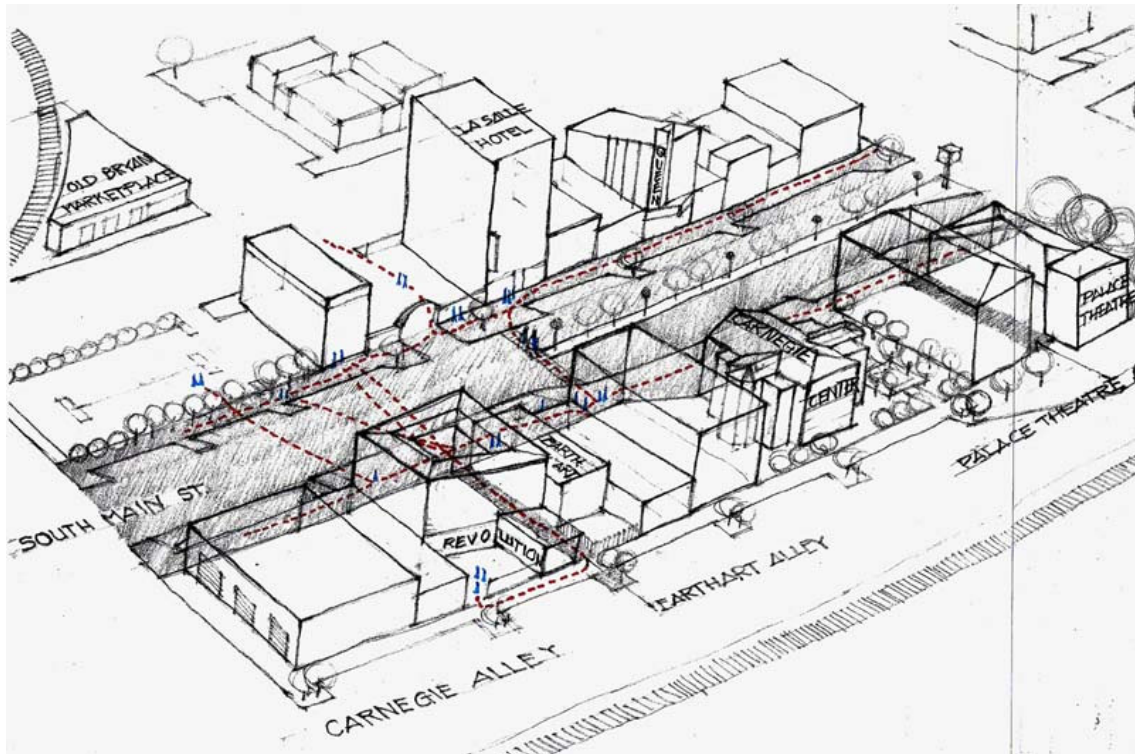 OLD BRYAN
MARKETPLACE
LA SALLE
HOTEL
QUEEN
PALACE
THEATRE
CARNEGIE
CENTER
EARTH
ART
REVOLUTION
SOUTH MAIN ST.
PALACE THEATRE
EARTHART ALLEY
CARNEGIE ALLEY